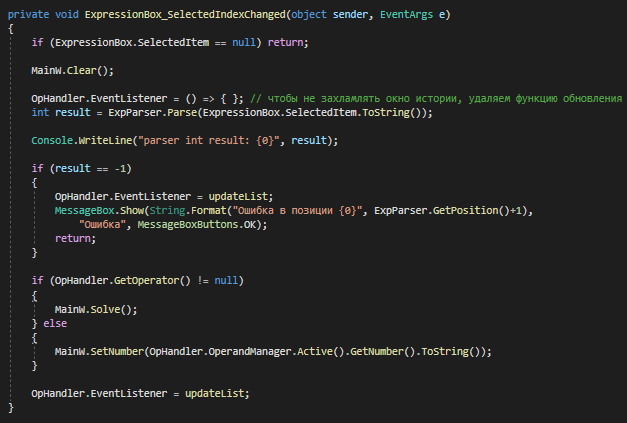 private void ExpressionBox_SelectedIndexChanged(object sender, EventArgs e)
{
if (ExpressionBox.SelectedItem == null) return;
MainW.Clear();
OpHandler.EventListener = () => { }; // чтобы не захламлять окно истории, удаляем функцию обновления
int result = ExpParser.Parse(ExpressionBox.SelectedItem.ToString());
Console.WriteLine("parser int result: {0}", result);
if (result == -1)
{
OpHandler.EventListener = updateList;
MessageBox.Show(String.Format("Ошибка в позиции {0}", ExpParser.GetPosition()+1),
"Ошибка", MessageBoxButtons.OK);
return;
}
if (OpHandler.GetOperator() != null)
{
MainW.Solve();
} else
{
MainW.SetNumber(OpHandler.OperandManager.Active().GetNumber().ToString());
}
OpHandler.EventListener = updateList;
}